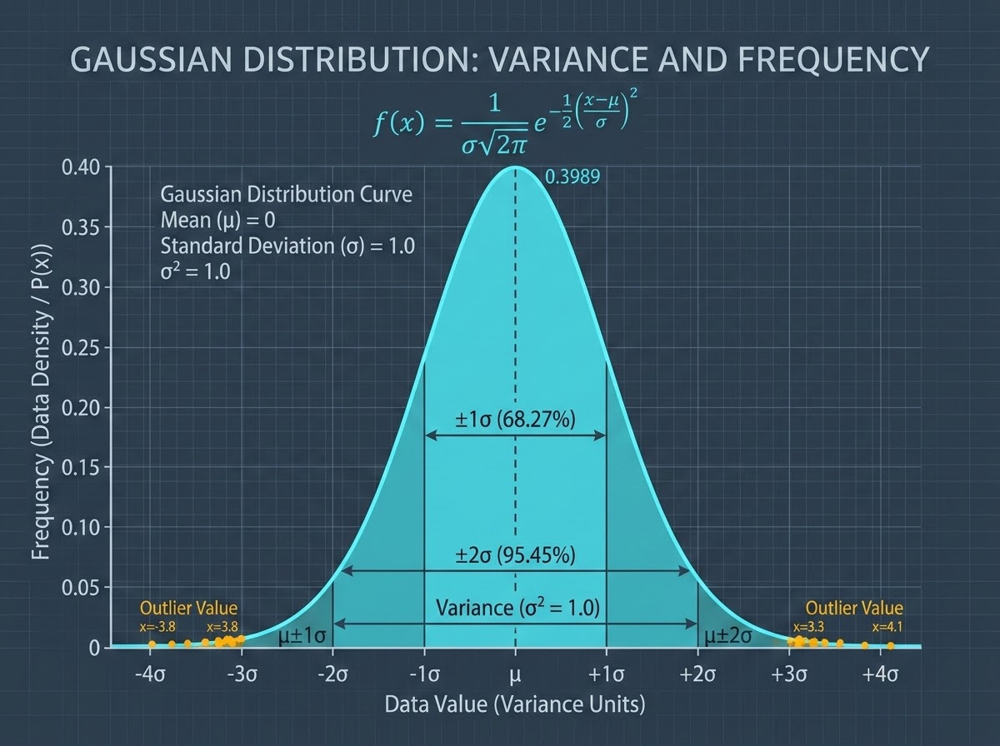 GAUSSIAN DISTRIBUTION: VARIANCE AND FREQUENCY
f(x) = 1/(σ√2π) e^(-1/2((x-μ)/σ)^2)
0.40
0.35
0.30
0.25
0.20
0.15
0.10
0.05
0
Frequency (Data Density / P(x))
Gaussian Distribution Curve
Mean (μ) = 0
Standard Deviation (σ) = 1.0
σ² = 1.0
0.3989
±1σ (68.27%)
±2σ (95.45%)
Variance (σ² = 1.0)
μ±1σ
μ±2σ
Outlier Value
x=-3.8 x=3.8
Outlier Value
x=3.3 x=4.1
-4σ -3σ -2σ -1σ μ +1σ +2σ +3σ +4σ
Data Value (Variance Units)